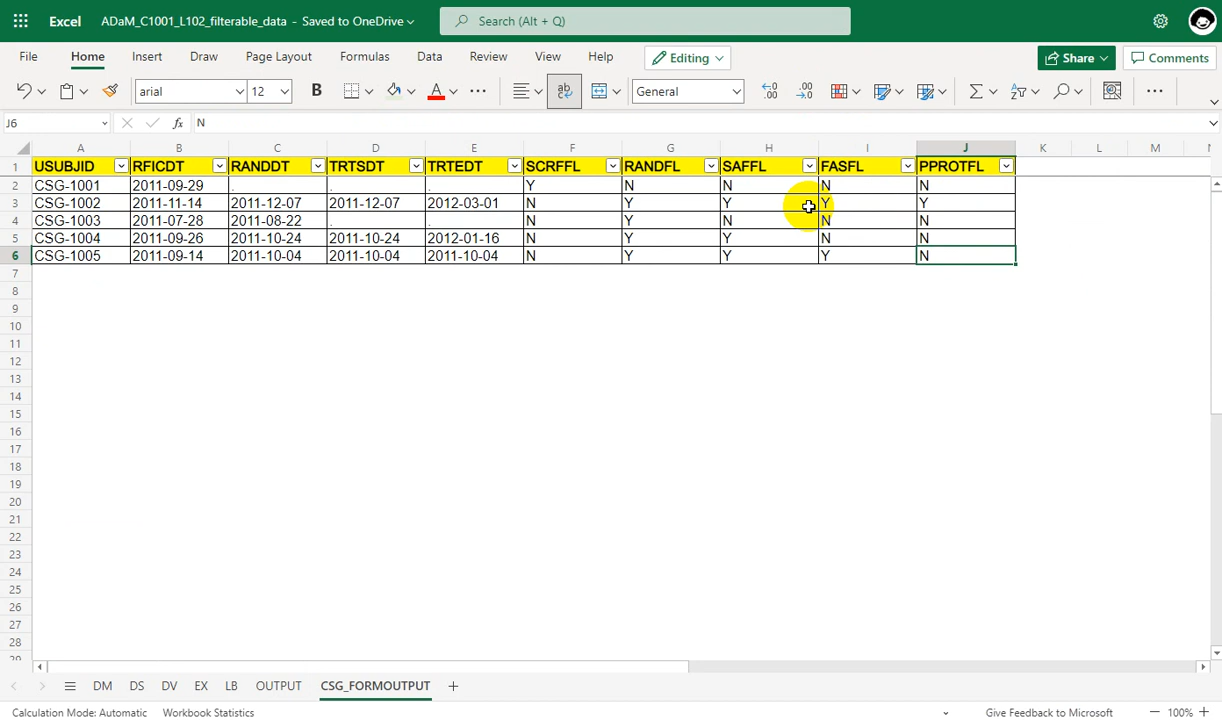 Excel ADaM_C1001_L102_filterable_data - Saved to OneDrive Search (Alt + Q)
File Home Insert Draw Page Layout Formulas Data Review View Help Editing Share Comments
arial 12 B A ab General
J6 fx N
A B C D E F G H I J K L M
1 USUBJID RFICDT RANDDT TRTSDT TRTEDT SCRFFL RANDFL SAFFL FASFL PPROTFL
2 CSG-1001 2011-09-29 . . . Y N N N N
3 CSG-1002 2011-11-14 2011-12-07 2011-12-07 2012-03-01 N Y Y Y Y
4 CSG-1003 2011-07-28 2011-08-22 . . N Y N N N
5 CSG-1004 2011-09-26 2011-10-24 2011-10-24 2012-01-16 N Y Y N N
6 CSG-1005 2011-09-14 2011-10-04 2011-10-04 2011-10-04 N Y Y Y N
7
8
9
10
11
12
13
14
15
16
17
18
19
20
21
22
23
24
25
26
27
28
DM DS DV EX LB OUTPUT CSG_FORMOUTPUT
Calculation Mode: Automatic Workbook Statistics Give Feedback to Microsoft 100%